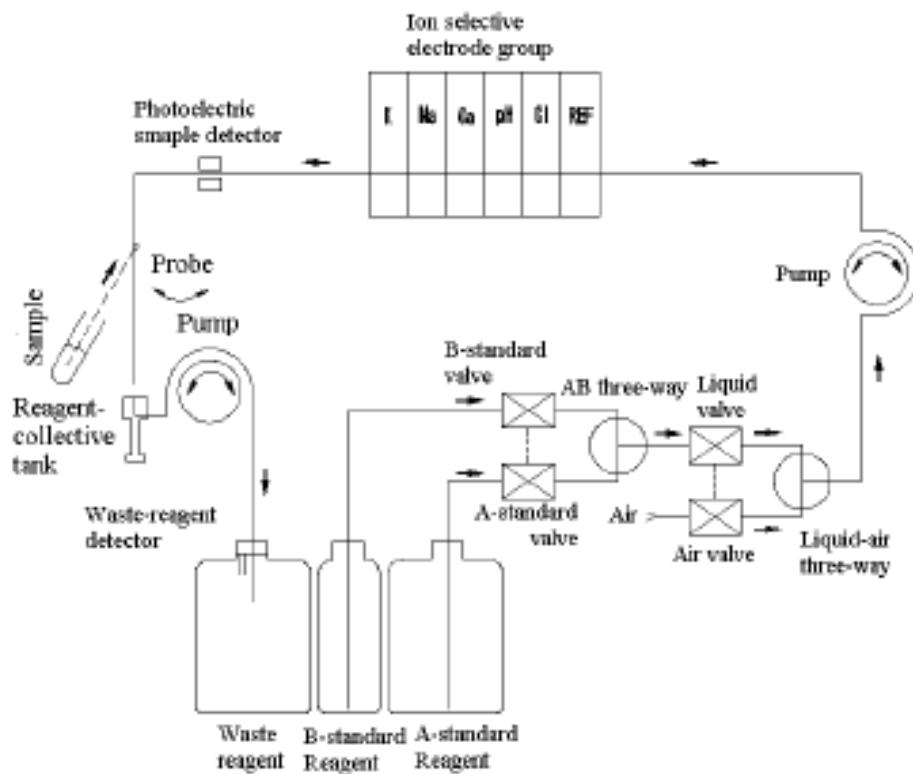 Ion selective
electrode group
Photoelectric
smaple detector
K Na Ca pH Cl REF
Probe
Pump
Pump
Sample
B-standard
valve
AB three-way
Liquid
valve
Reagent-
collective
tank
Waste-reagent
detector
A-standard
valve
Air
Air valve
Liquid-air
three-way
Waste
reagent
B-standard
Reagent
A-standard
Reagent